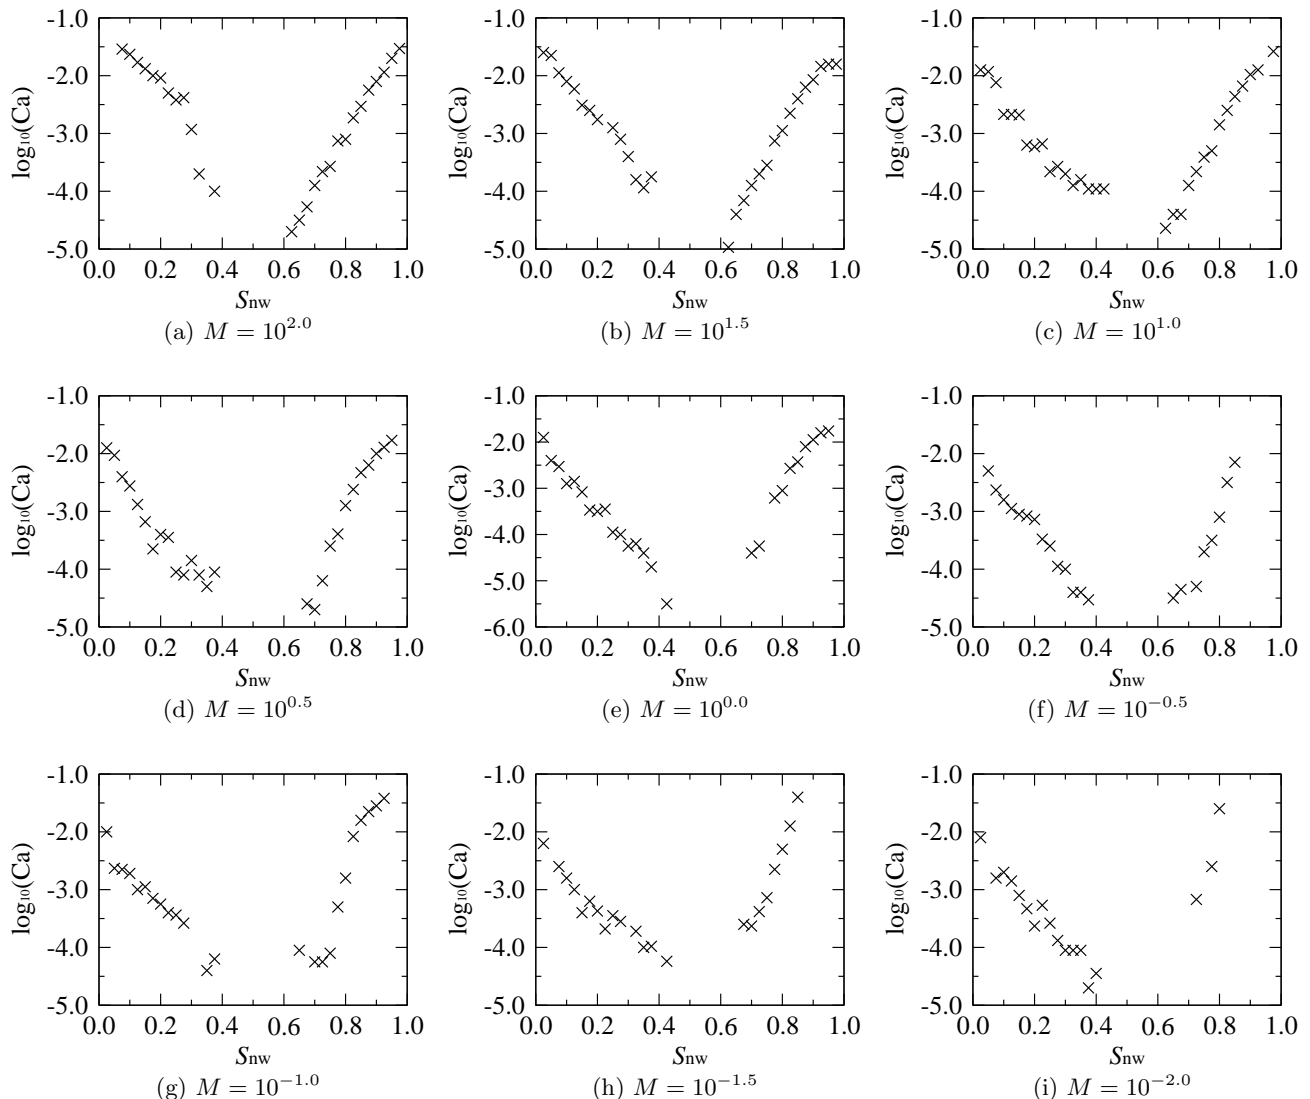 -1.0 -2.0 -3.0 -4.0 -5.0
log₁₀(Ca)
0.0 0.2 0.4 0.6 0.8 1.0
Snw
(a) M = 10^2.0
-1.0 -2.0 -3.0 -4.0 -5.0
log₁₀(Ca)
0.0 0.2 0.4 0.6 0.8 1.0
Snw
(b) M = 10^1.5
-1.0 -2.0 -3.0 -4.0 -5.0
log₁₀(Ca)
0.0 0.2 0.4 0.6 0.8 1.0
Snw
(c) M = 10^1.0
-1.0 -2.0 -3.0 -4.0 -5.0
log₁₀(Ca)
0.0 0.2 0.4 0.6 0.8 1.0
Snw
(d) M = 10^0.5
-1.0 -2.0 -3.0 -4.0 -5.0 -6.0
log₁₀(Ca)
0.0 0.2 0.4 0.6 0.8 1.0
Snw
(e) M = 10^0.0
-1.0 -2.0 -3.0 -4.0 -5.0
log₁₀(Ca)
0.0 0.2 0.4 0.6 0.8 1.0
Snw
(f) M = 10^−0.5
-1.0 -2.0 -3.0 -4.0 -5.0
log₁₀(Ca)
0.0 0.2 0.4 0.6 0.8 1.0
Snw
(g) M = 10^−1.0
-1.0 -2.0 -3.0 -4.0 -5.0
log₁₀(Ca)
0.0 0.2 0.4 0.6 0.8 1.0
Snw
(h) M = 10^−1.5
-1.0 -2.0 -3.0 -4.0 -5.0
log₁₀(Ca)
0.0 0.2 0.4 0.6 0.8 1.0
Snw
(i) M = 10^−2.0